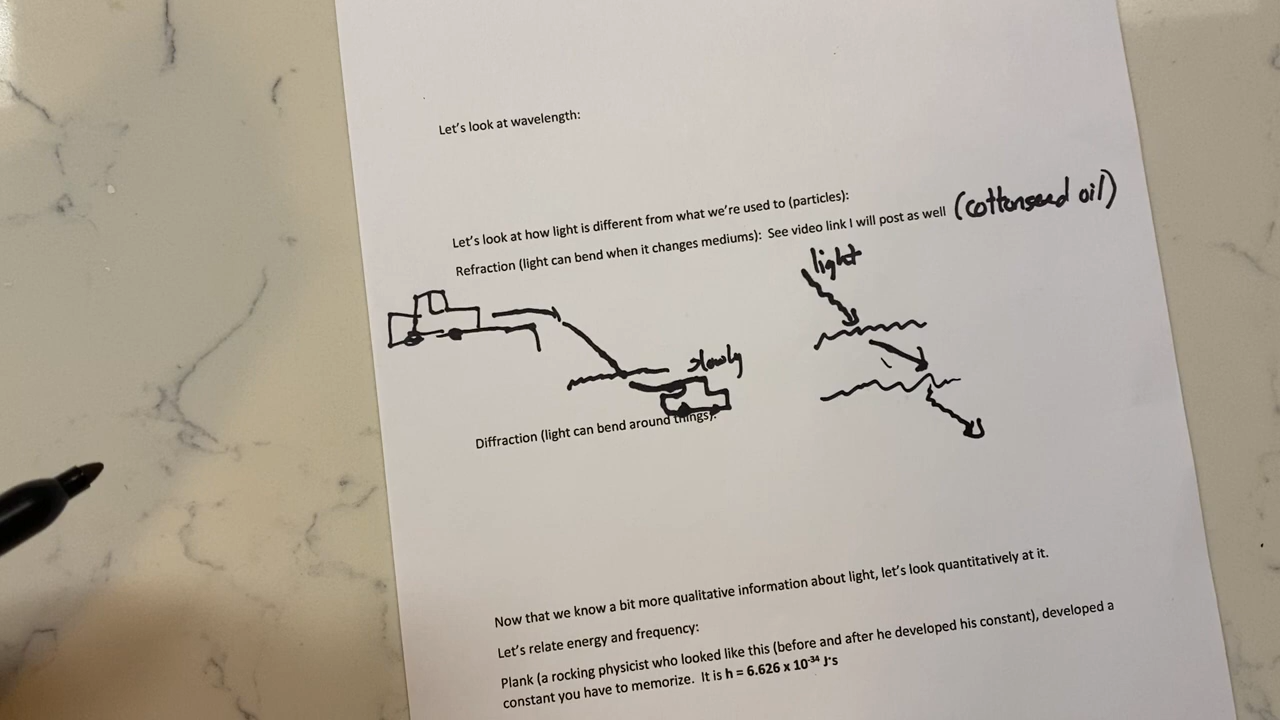 Let's look at wavelength:
Let's look at how light is different from what we're used to (particles):
Refraction (light can bend when it changes mediums): See video link I will post as well (cottonseed oil)
light
slowly
Diffraction (light can bend around things):
Now that we know a bit more qualitative information about light, let's look quantitatively at it.
Let's relate energy and frequency:
Plank (a rocking physicist who looked like this (before and after he developed his constant), developed a
constant you have to memorize. It is h = 6.626 x 10⁻³⁴ J·s